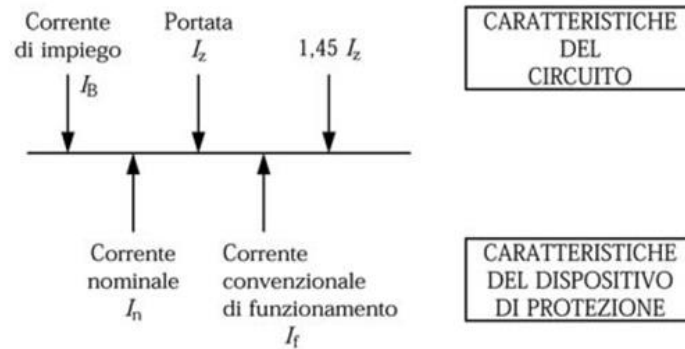 Corrente
di impiego
I_B
Portata
I_z
1,45 I_z
CARATTERISTICHE
DEL
CIRCUITO
Corrente
nominale
I_n
Corrente
convenzionale
di funzionamento
I_f
CARATTERISTICHE
DEL DISPOSITIVO
DI PROTEZIONE